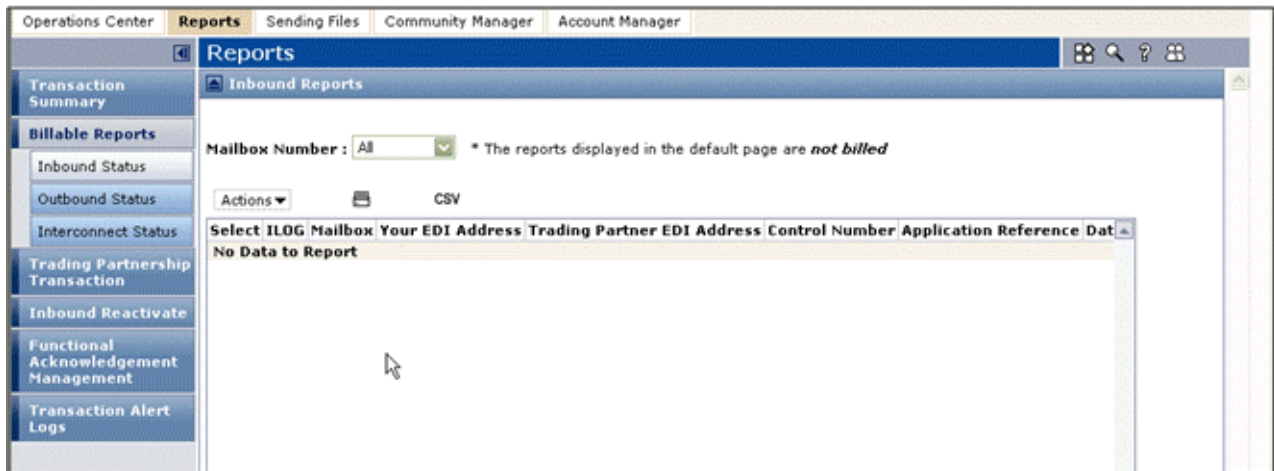 Operations Center Reports Sending Files Community Manager Account Manager
Reports
Inbound Reports
Transaction
Summary
Billable Reports
Inbound Status
Outbound Status
Interconnect Status
Trading Partnership
Transaction
Inbound Reactivate
Functional
Acknowledgement
Management
Transaction Alert
Logs
Mailbox Number : All * The reports displayed in the default page are not billed
Actions CSV
Select ILOG Mailbox Your EDI Address Trading Partner EDI Address Control Number Application Reference Dat
No Data to Report